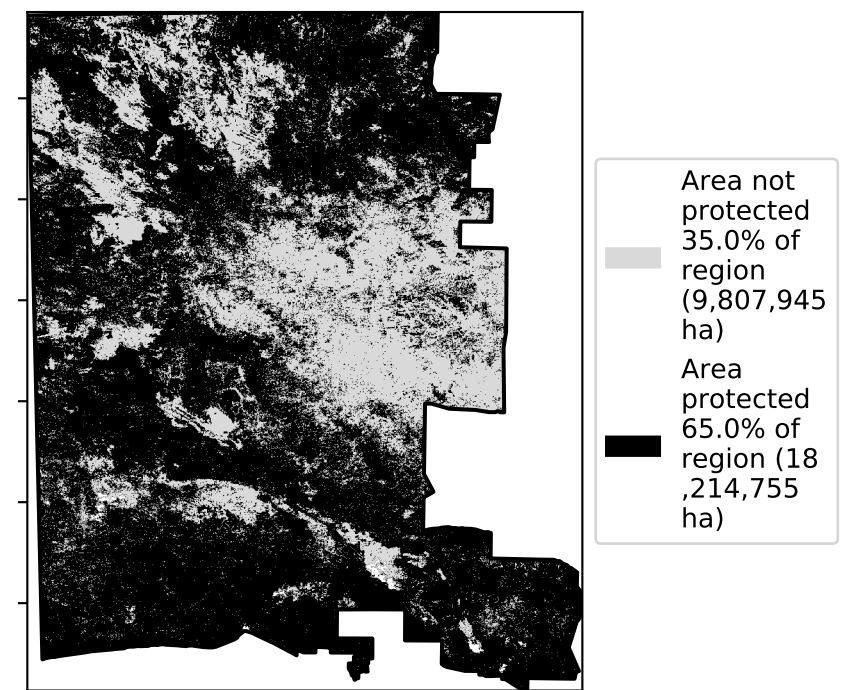 Area not
protected
35.0% of
region
(9,807,945
ha)
Area
protected
65.0% of
region (18
,214,755
ha)